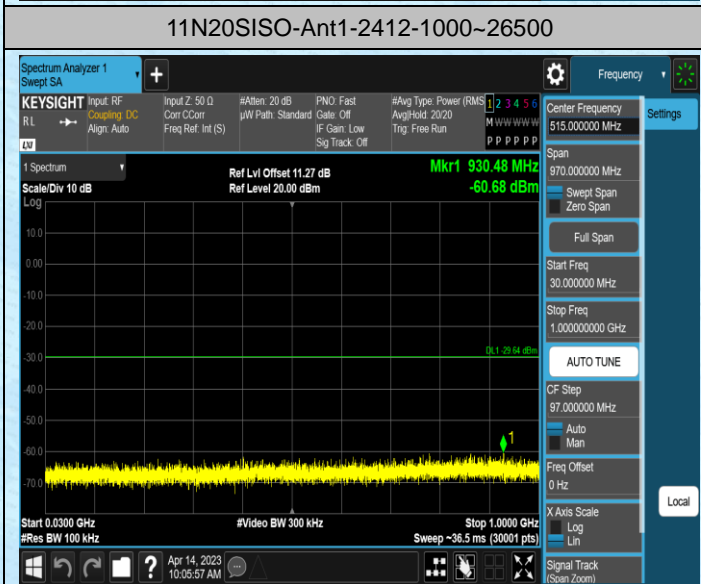 11N20SISO-Ant1-2412-1000~26500
Spectrum Analyzer 1
Swept SA
Frequency
KEYSIGHT
RL
Input: RF
Coupling: DC
Align: Auto
Input Z: 50 Ω
Corr CCorr
Freq Ref: Int (S)
#Atten: 20 dB
µW Path: Standard
PNO: Fast
Gate: Off
IF Gain: Low
Sig Track: Off
#Avg Type: Power (RMS
Avg|Hold: 20/20
Trig: Free Run
1 2 3 4 5 6
M W W W W W
P P P P P P
1 Spectrum
Scale/Div 10 dB
Log
Ref Lvl Offset 11.27 dB
Ref Level 20.00 dBm
Mkr1 930.48 MHz
-60.68 dBm
10.0
0.00
-10.0
-20.0
-30.0
-40.0
-50.0
-60.0
-70.0
DL1 -29.64 dBm
1
Start 0.0300 GHz
#Res BW 100 kHz
#Video BW 300 kHz
Stop 1.0000 GHz
Sweep ~36.5 ms (30001 pts)
Center Frequency
515.000000 MHz
Span
970.000000 MHz
Swept Span
Zero Span
Full Span
Start Freq
30.000000 MHz
Stop Freq
1.000000000 GHz
AUTO TUNE
CF Step
97.000000 MHz
Auto
Man
Freq Offset
0 Hz
X Axis Scale
Log
Lin
Signal Track
(Span Zoom)
Settings
Local
Apr 14, 2023
10:05:57 AM